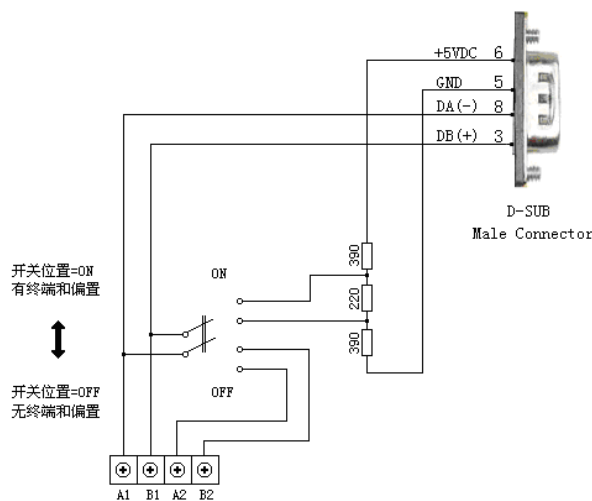 +5VDC 6
GND 5
DA(-) 8
DB(+) 3
D-SUB
Male Connector
390
220
390
ON
开关位置=ON
有终端和偏置
开关位置=OFF
无终端和偏置
OFF
A1 B1 A2 B2